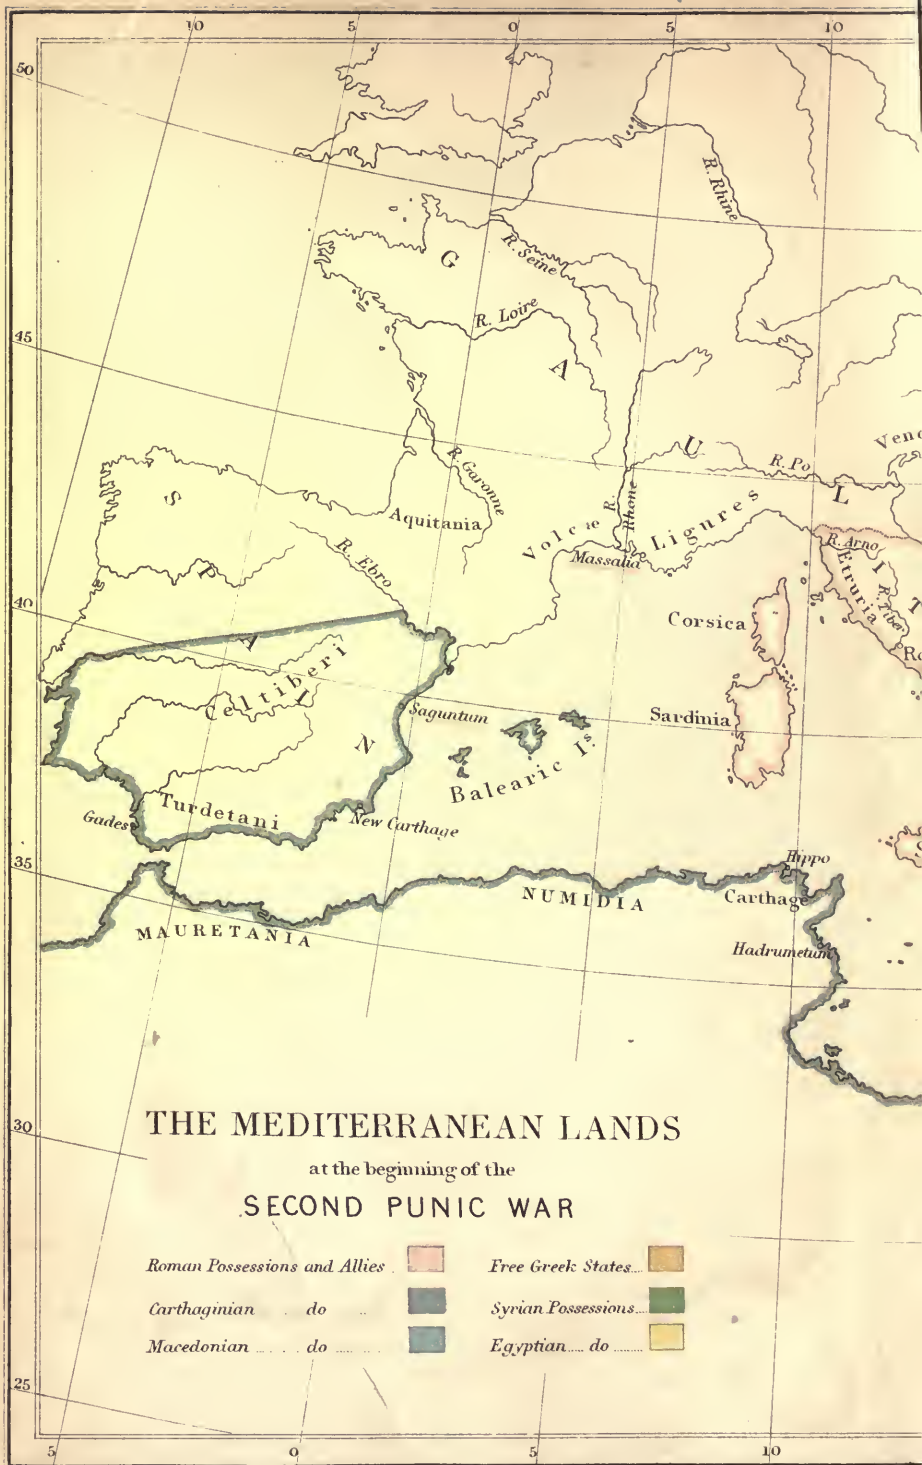 10 5 0 5 10
50
R. Rhine
G
R. Seine
45
R. Loire
A
U
Vene
R. Po
L
R. Garonne
S
R. Rhone
Aquitania
Volcæ
Ligures
R. Arno
Massalia
Etruria
I
T
R. Tiber
R. Ebro
P
40
Corsica
Ro
A
Celtiberi
I
Saguntum
Sardinia
N
Balearic Is.
Turdetani
Gades
New Carthage
35
Hippo
S
NUMIDIA
Carthage
MAURETANIA
Hadrumetum
THE MEDITERRANEAN LANDS
30
at the beginning of the
SECOND PUNIC WAR
Roman Possessions and Allies .
Free Greek States....
Carthaginian . do ..
Syrian Possessions...
Macedonian .... . do ..... ..
Egyptian.... do .......
25
5 0 5 10